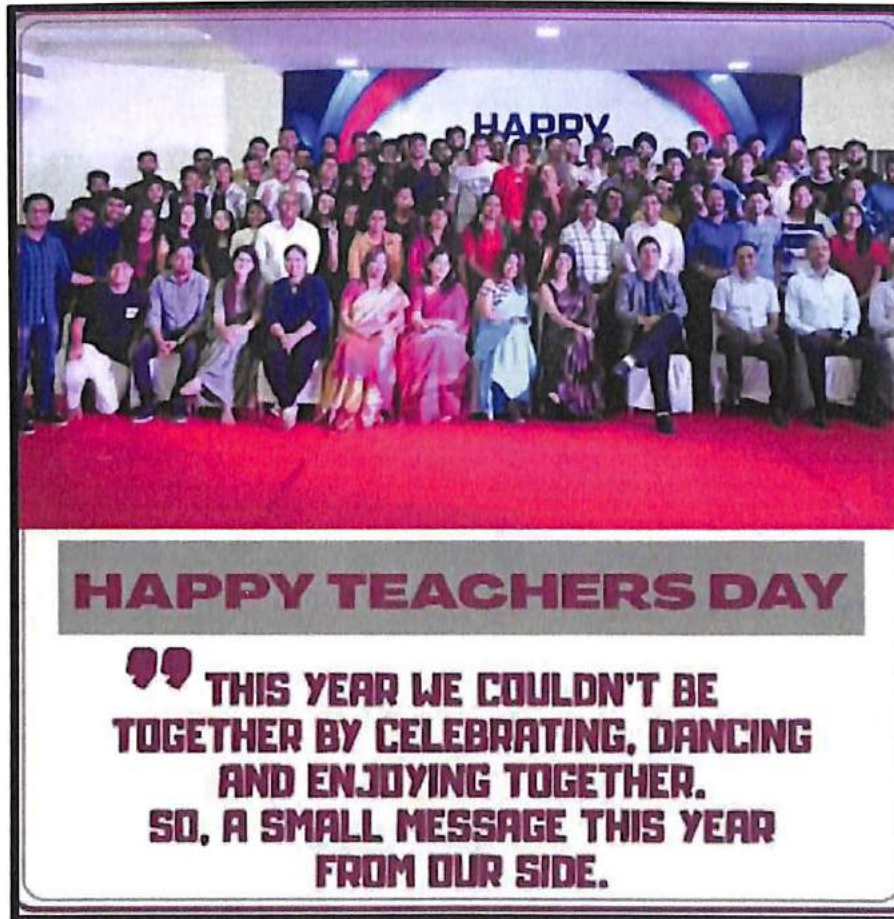 HAPPY
HAPPY TEACHERS DAY
" THIS YEAR WE COULDN'T BE
TOGETHER BY CELEBRATING, DANCING
AND ENJOYING TOGETHER.
SO, A SMALL MESSAGE THIS YEAR
FROM OUR SIDE.